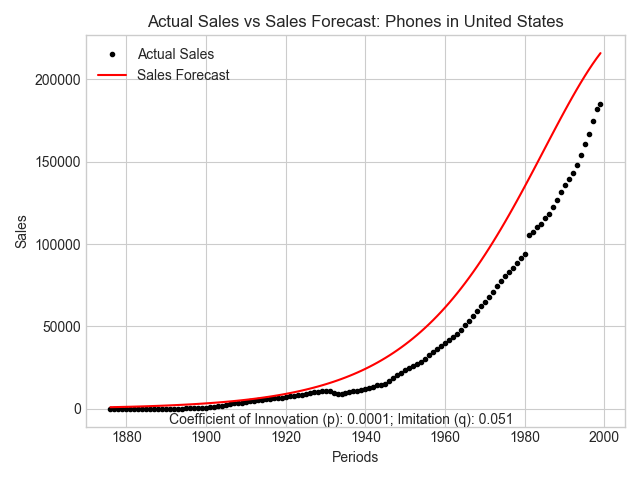 Actual Sales vs Sales Forecast: Phones in United States
Actual Sales
Sales Forecast
200000
150000
100000
50000
0
Sales
Coefficient of Innovation (p): 0.0001; Imitation (q): 0.051
1880 1900 1920 1940 1960 1980 2000
Periods